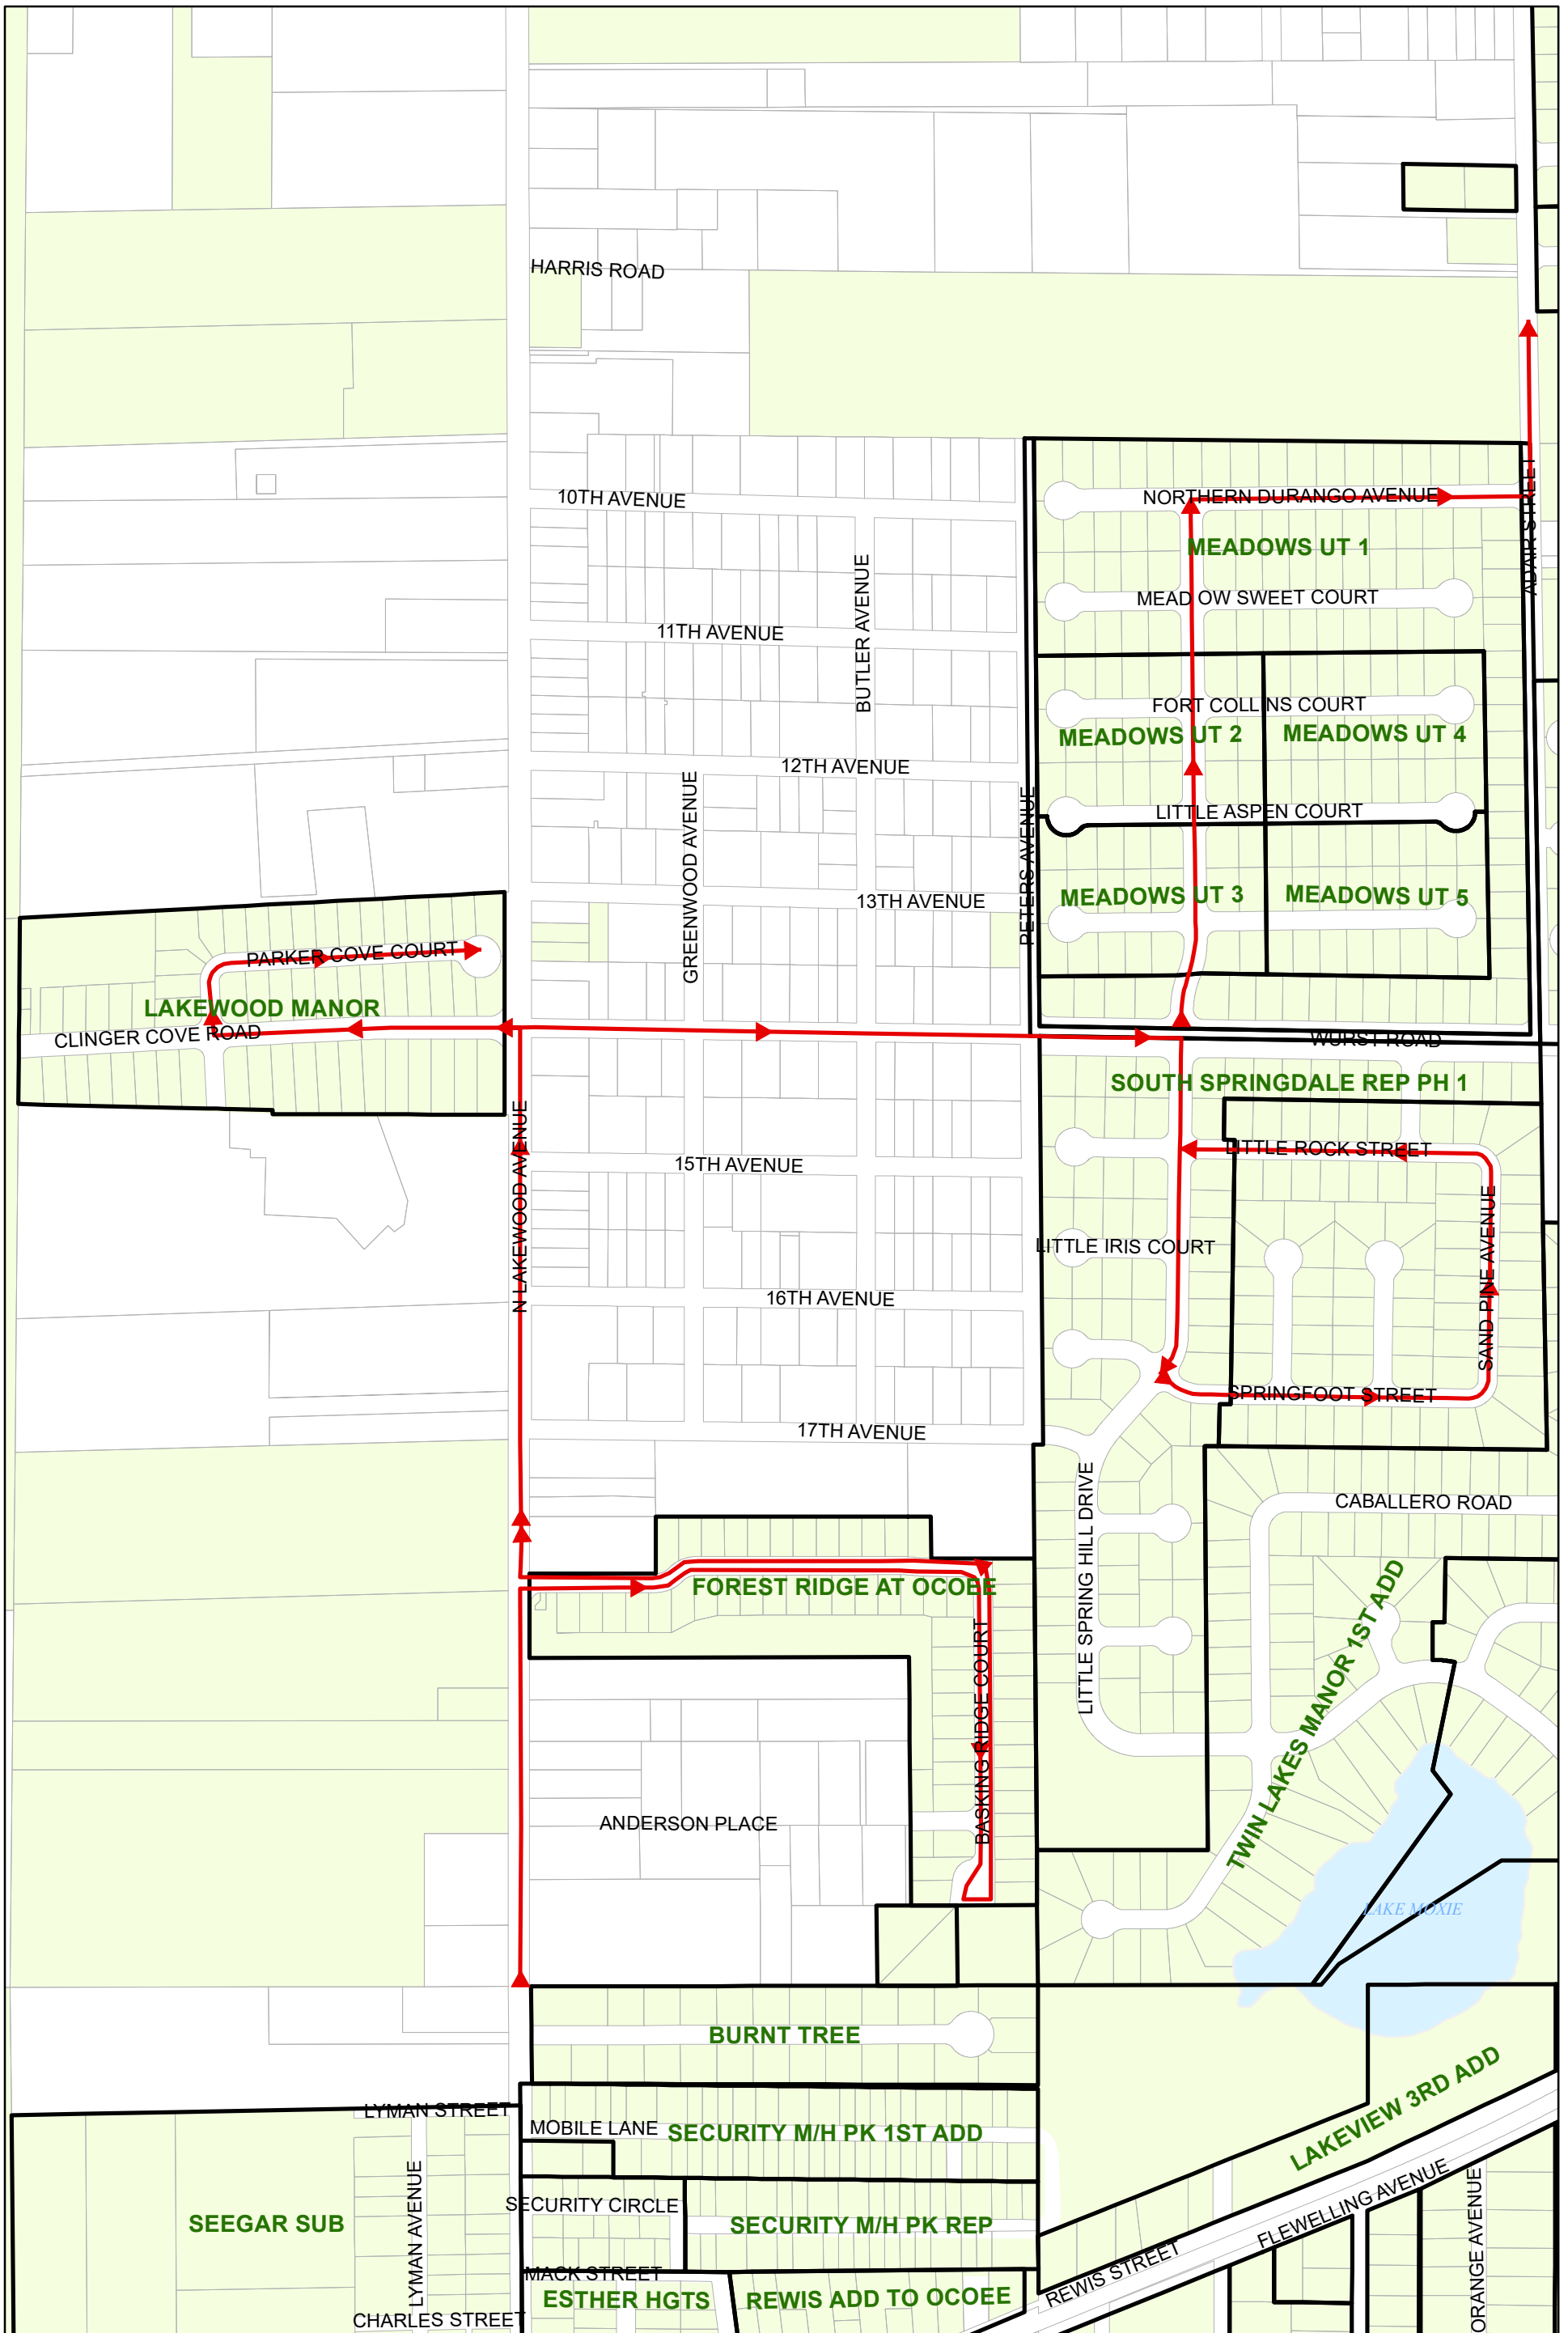 HARRIS ROAD
10TH AVENUE
NORTHERN DURANGO AVENUE
ADAIR STREET
MEADOWS UT 1
MEAD OW SWEET COURT
11TH AVENUE
BUTLER AVENUE
FORT COLLINS COURT
MEADOWS UT 2
MEADOWS UT 4
12TH AVENUE
GREENWOOD AVENUE
PETERS AVENUE
LITTLE ASPEN COURT
MEADOWS UT 3
MEADOWS UT 5
13TH AVENUE
PARKER COVE COURT
LAKEWOOD MANOR
CLINGER COVE ROAD
WURST ROAD
SOUTH SPRINGDALE REP PH 1
N LAKEWOOD AVENUE
15TH AVENUE
LITTLE ROCK STREET
LITTLE IRIS COURT
SAND PINE AVENUE
16TH AVENUE
SPRINGFOOT STREET
17TH AVENUE
LITTLE SPRING HILL DRIVE
CABALLERO ROAD
FOREST RIDGE AT OCOEE
BASKING RIDGE COURT
TWIN LAKES MANOR 1ST ADD
ANDERSON PLACE
LAKE MOXIE
BURNT TREE
LAKEVIEW 3RD ADD
LYMAN STREET
MOBILE LANE
SECURITY M/H PK 1ST ADD
LYMAN AVENUE
SECURITY CIRCLE
SEEGAR SUB
SECURITY M/H PK REP
FLEWELLING AVENUE
ORANGE AVENUE
REWIS STREET
MACK STREET
ESTHER HGTS
REWIS ADD TO OCOEE
CHARLES STREET